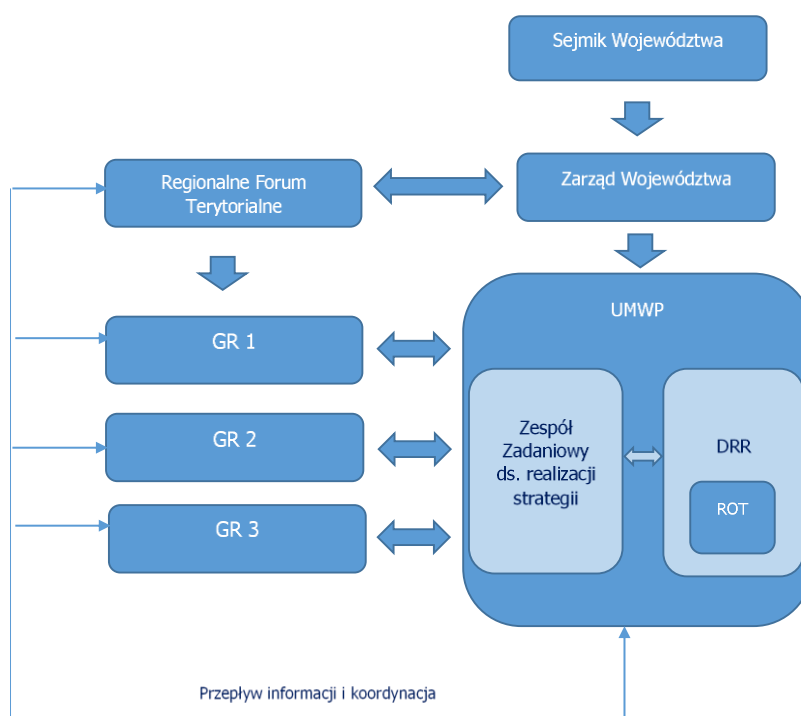 Sejmik Województwa
Regionalne Forum
Terytorialne
Zarząd Województwa
GR 1
UMWP
GR 2
Zespół
Zadaniowy
ds. realizacji
strategii
DRR
ROT
GR 3
Przepływ informacji i koordynacja